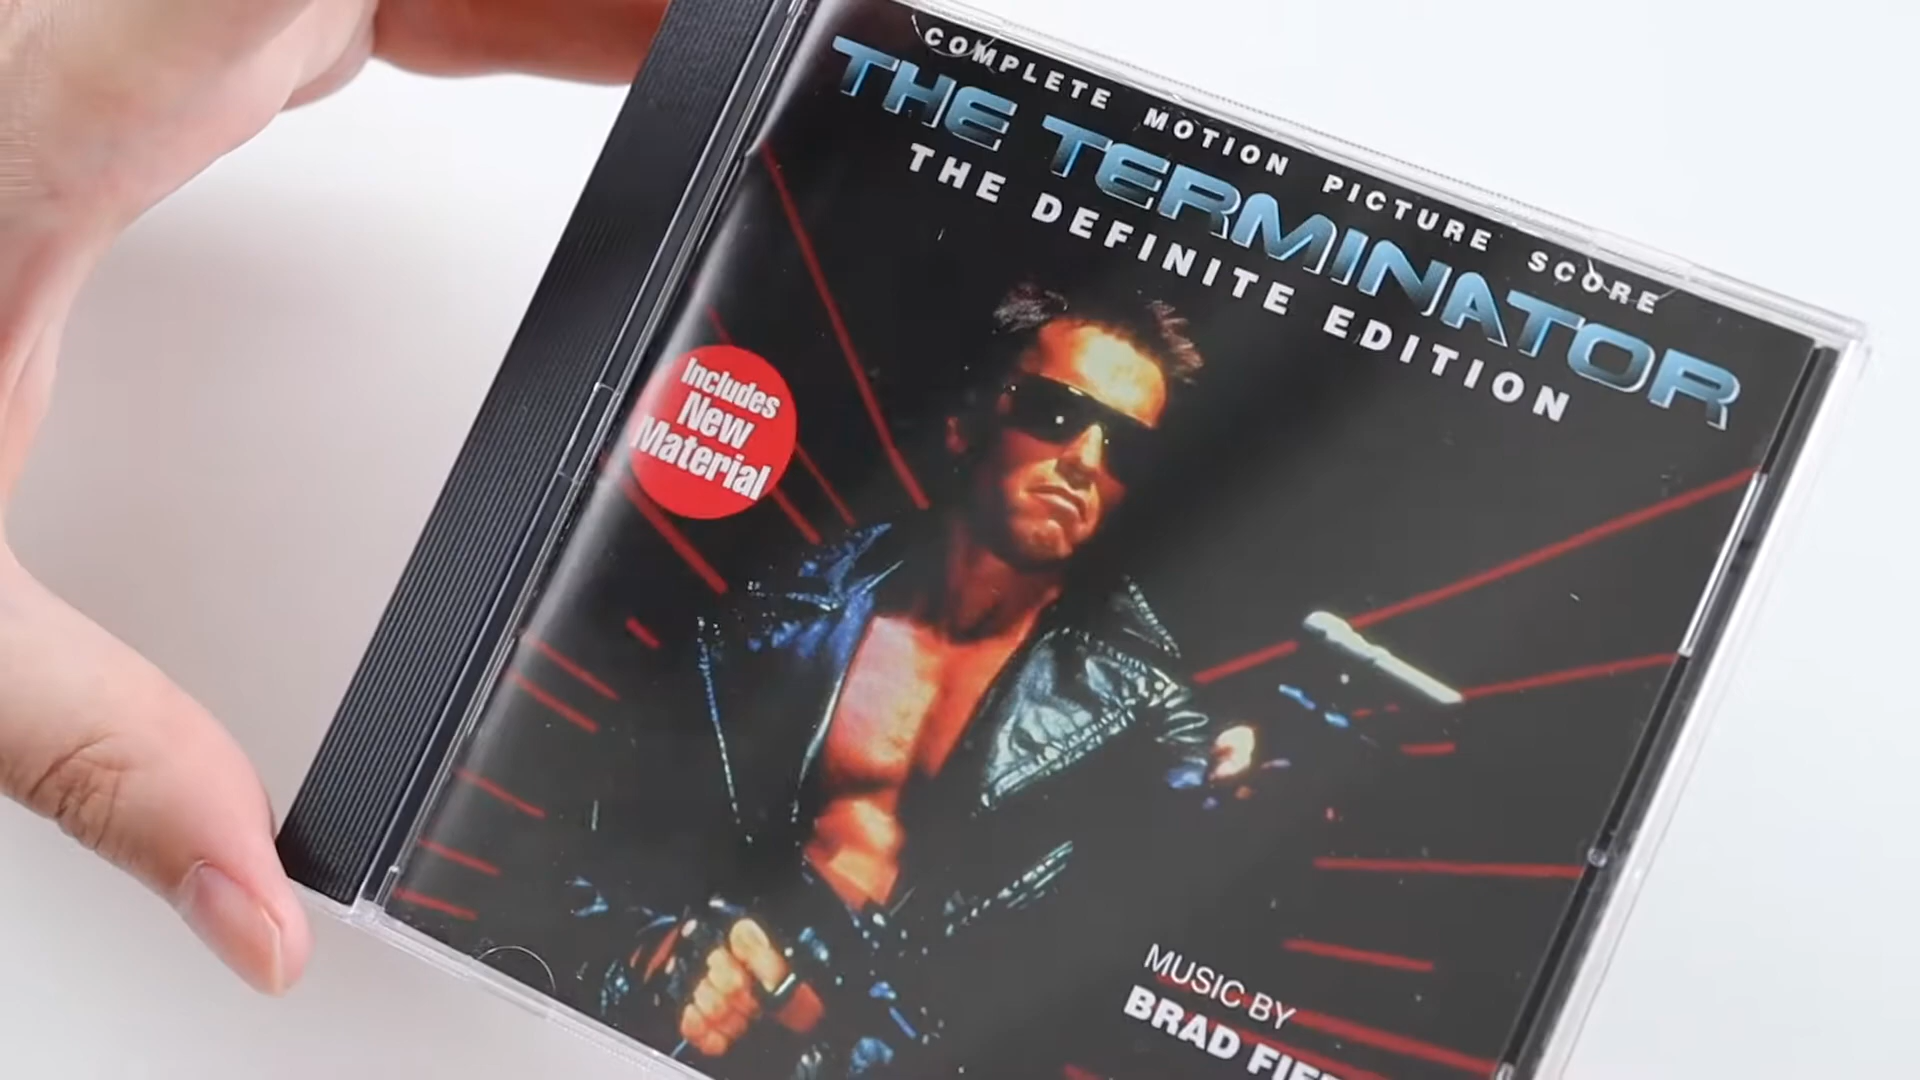 COMPLETE MOTION PICTURE SCORE
THE TERMINATOR
THE DEFINITE EDITION
Includes
New
Material
MUSIC BY
BRAD